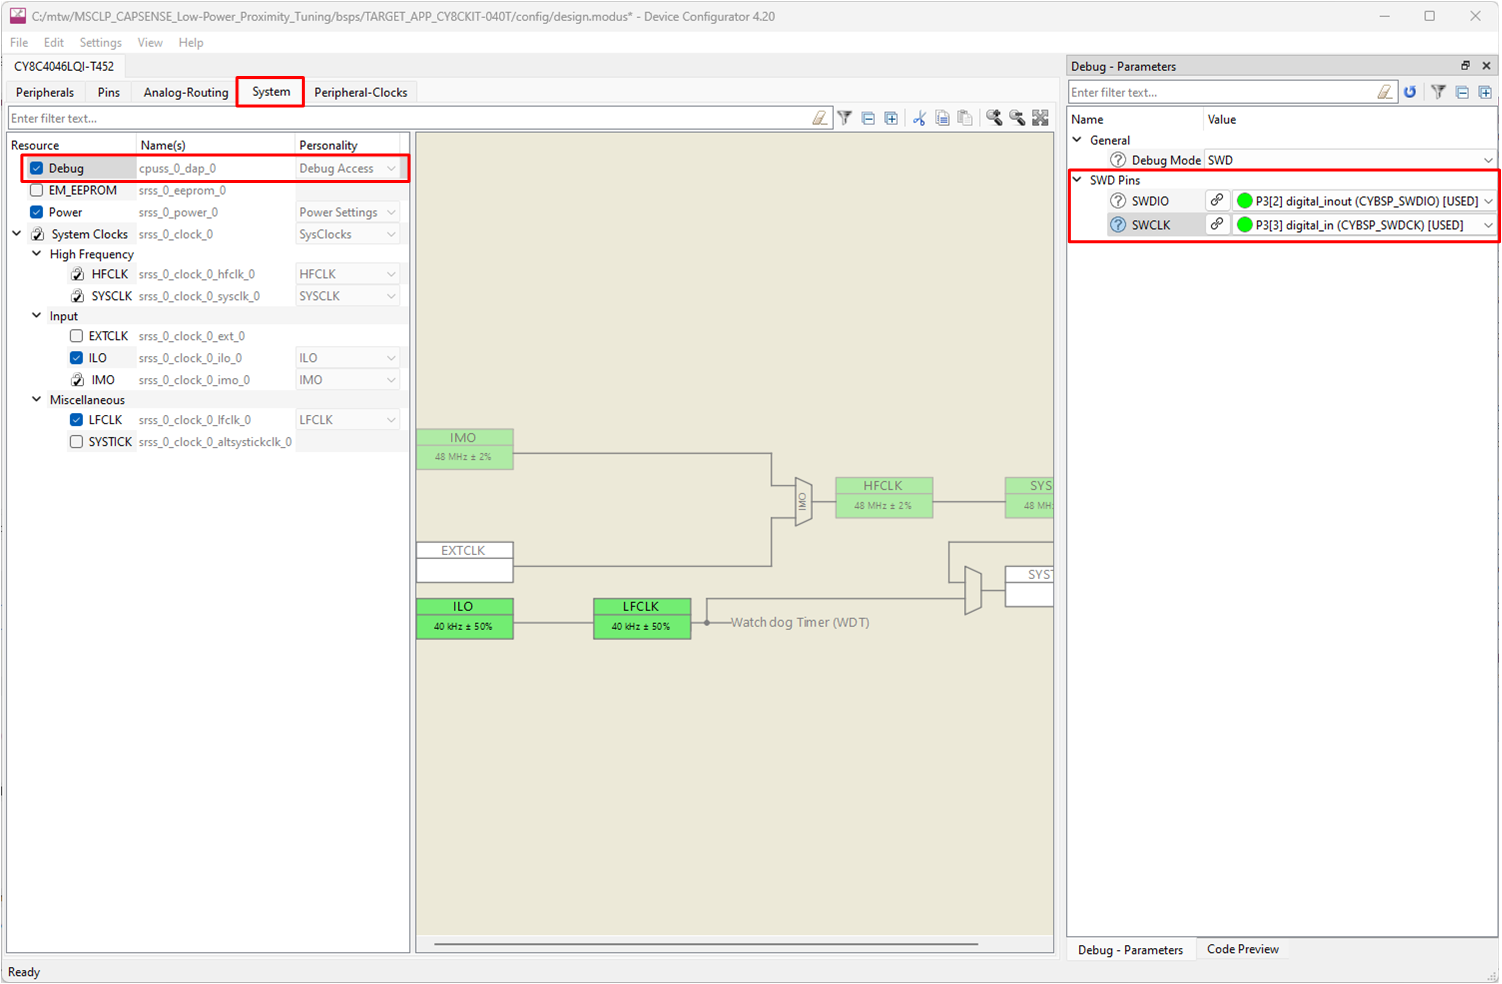 C:/mtw/MSCLP_CAPSENSE_Low-Power_Proximity_Tuning/bsps/TARGET_APP_CY8CKIT-040T/config/design.modus* - Device Configurator 4.20
File Edit Settings View Help
CY8C4046LQI-T452
Peripherals Pins Analog-Routing System Peripheral-Clocks
Enter filter text...
Resource Name(s) Personality
Debug cpuss_0_dap_0 Debug Access
EM_EEPROM srss_0_eeprom_0
Power srss_0_power_0 Power Settings
System Clocks srss_0_clock_0 SysClocks
High Frequency
HFCLK srss_0_clock_0_hfclk_0 HFCLK
SYSCLK srss_0_clock_0_sysclk_0 SYSCLK
Input
EXTCLK srss_0_clock_0_ext_0
ILO srss_0_clock_0_ilo_0 ILO
IMO srss_0_clock_0_imo_0 IMO
Miscellaneous
LFCLK srss_0_clock_0_lfclk_0 LFCLK
SYSTICK srss_0_clock_0_altsystickclk_0
IMO
48 MHz ± 2%
IMO
HFCLK
48 MHz ± 2%
SYS
48 MH
EXTCLK
SYST
ILO
40 kHz ± 50%
LFCLK
40 kHz ± 50%
Watch dog Timer (WDT)
Debug - Parameters
Enter filter text...
Name Value
General
Debug Mode SWD
SWD Pins
SWDIO P3[2] digital_inout (CYBSP_SWDIO) [USED]
SWCLK P3[3] digital_in (CYBSP_SWDCK) [USED]
Debug - Parameters Code Preview
Ready